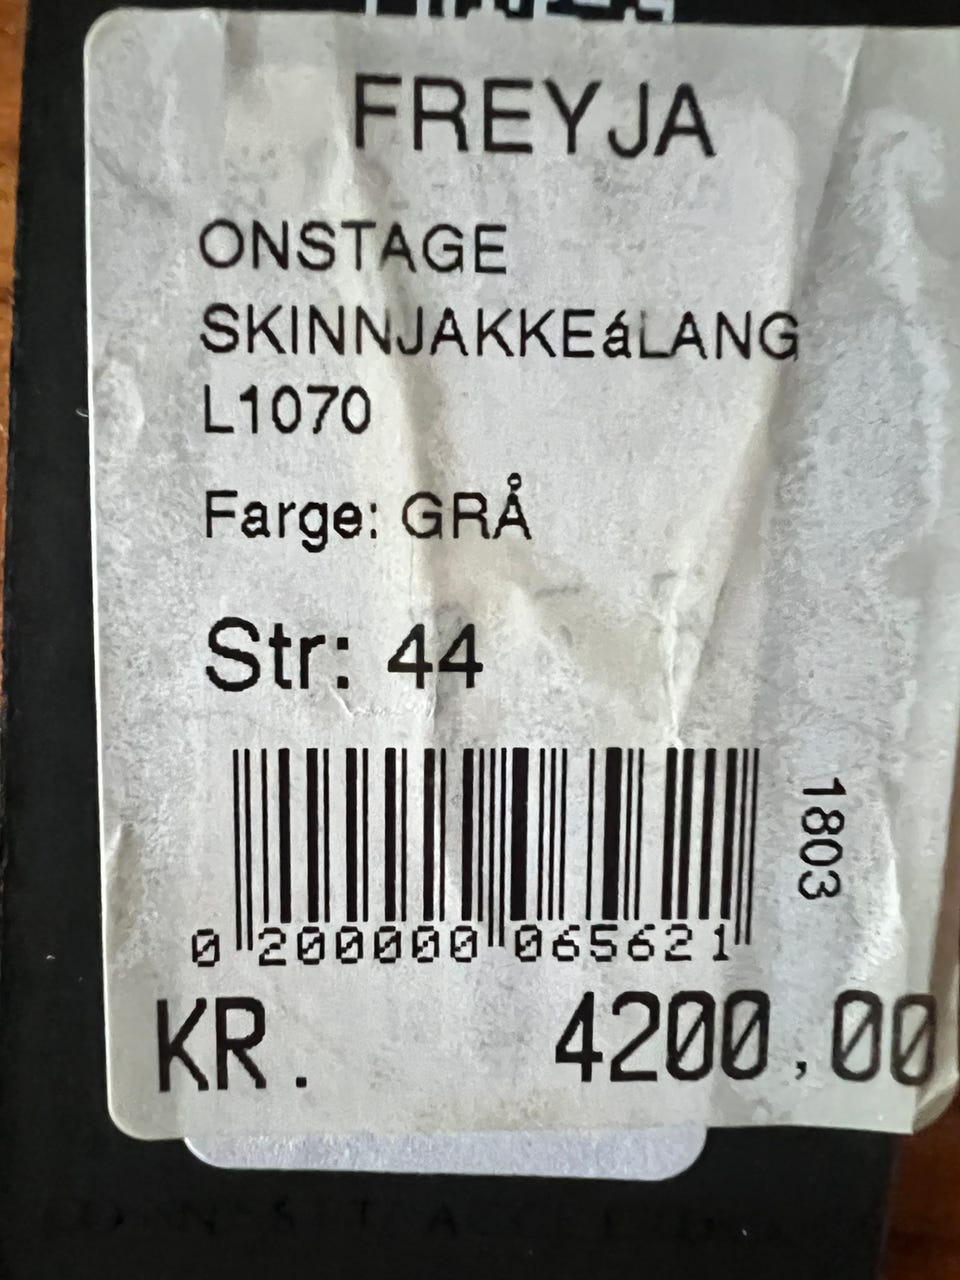 FREYJA
ONSTAGE
SKINNJAKKEáLANG
L1070
Farge: GRÅ
Str: 44
1803
0 200000 065621
KR. 4200,00